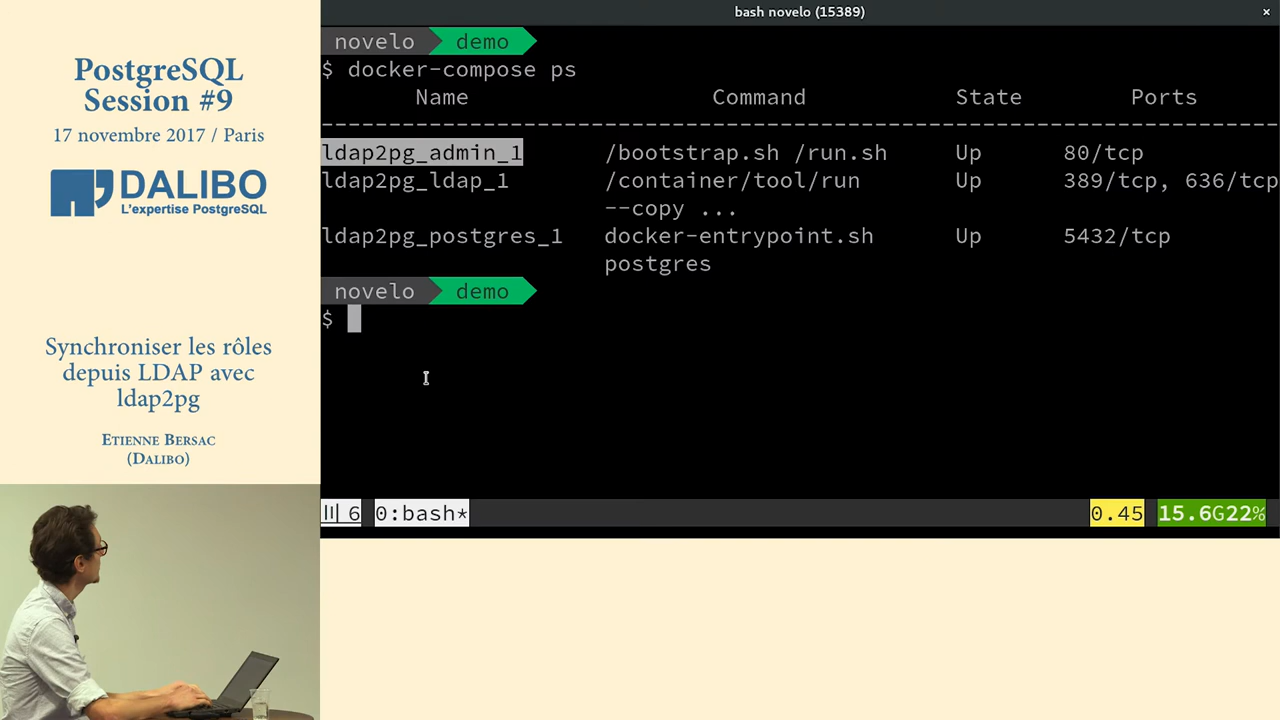 PostgreSQL
Session #9
17 novembre 2017 / Paris
DALIBO
L'expertise PostgreSQL
Synchroniser les rôles
depuis LDAP avec
ldap2pg
Etienne Bersac
(Dalibo)
bash novelo (15389) ×
novelo demo
$ docker-compose ps
Name Command State Ports
--------------------------------------------------------------------------------
ldap2pg_admin_1 /bootstrap.sh /run.sh Up 80/tcp
ldap2pg_ldap_1 /container/tool/run Up 389/tcp, 636/tcp
--copy ...
ldap2pg_postgres_1 docker-entrypoint.sh Up 5432/tcp
postgres
novelo demo
$
6 0:bash* 0.45 15.6G22%